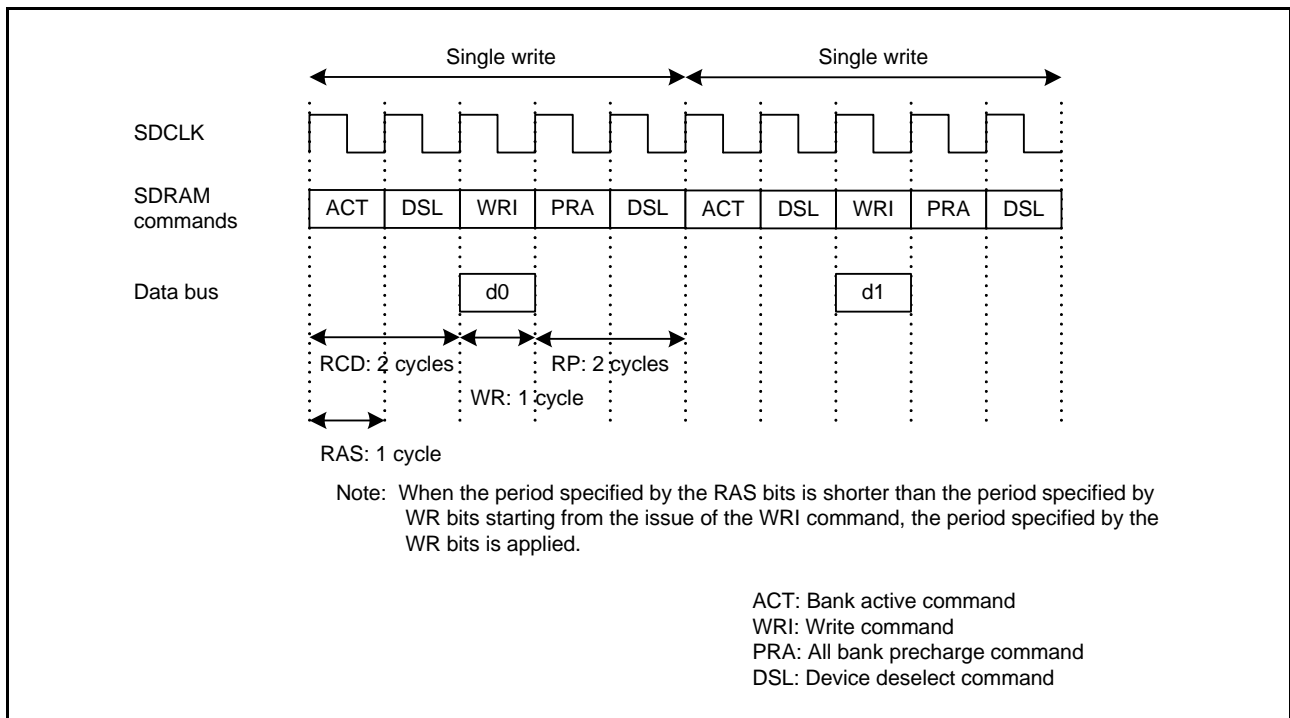 Single write Single write
SDCLK
SDRAM
commands
ACT DSL WRI PRA DSL ACT DSL WRI PRA DSL
Data bus d0 d1
RCD: 2 cycles RP: 2 cycles
WR: 1 cycle
RAS: 1 cycle
Note: When the period specified by the RAS bits is shorter than the period specified by
WR bits starting from the issue of the WRI command, the period specified by the
WR bits is applied.
ACT: Bank active command
WRI: Write command
PRA: All bank precharge command
DSL: Device deselect command